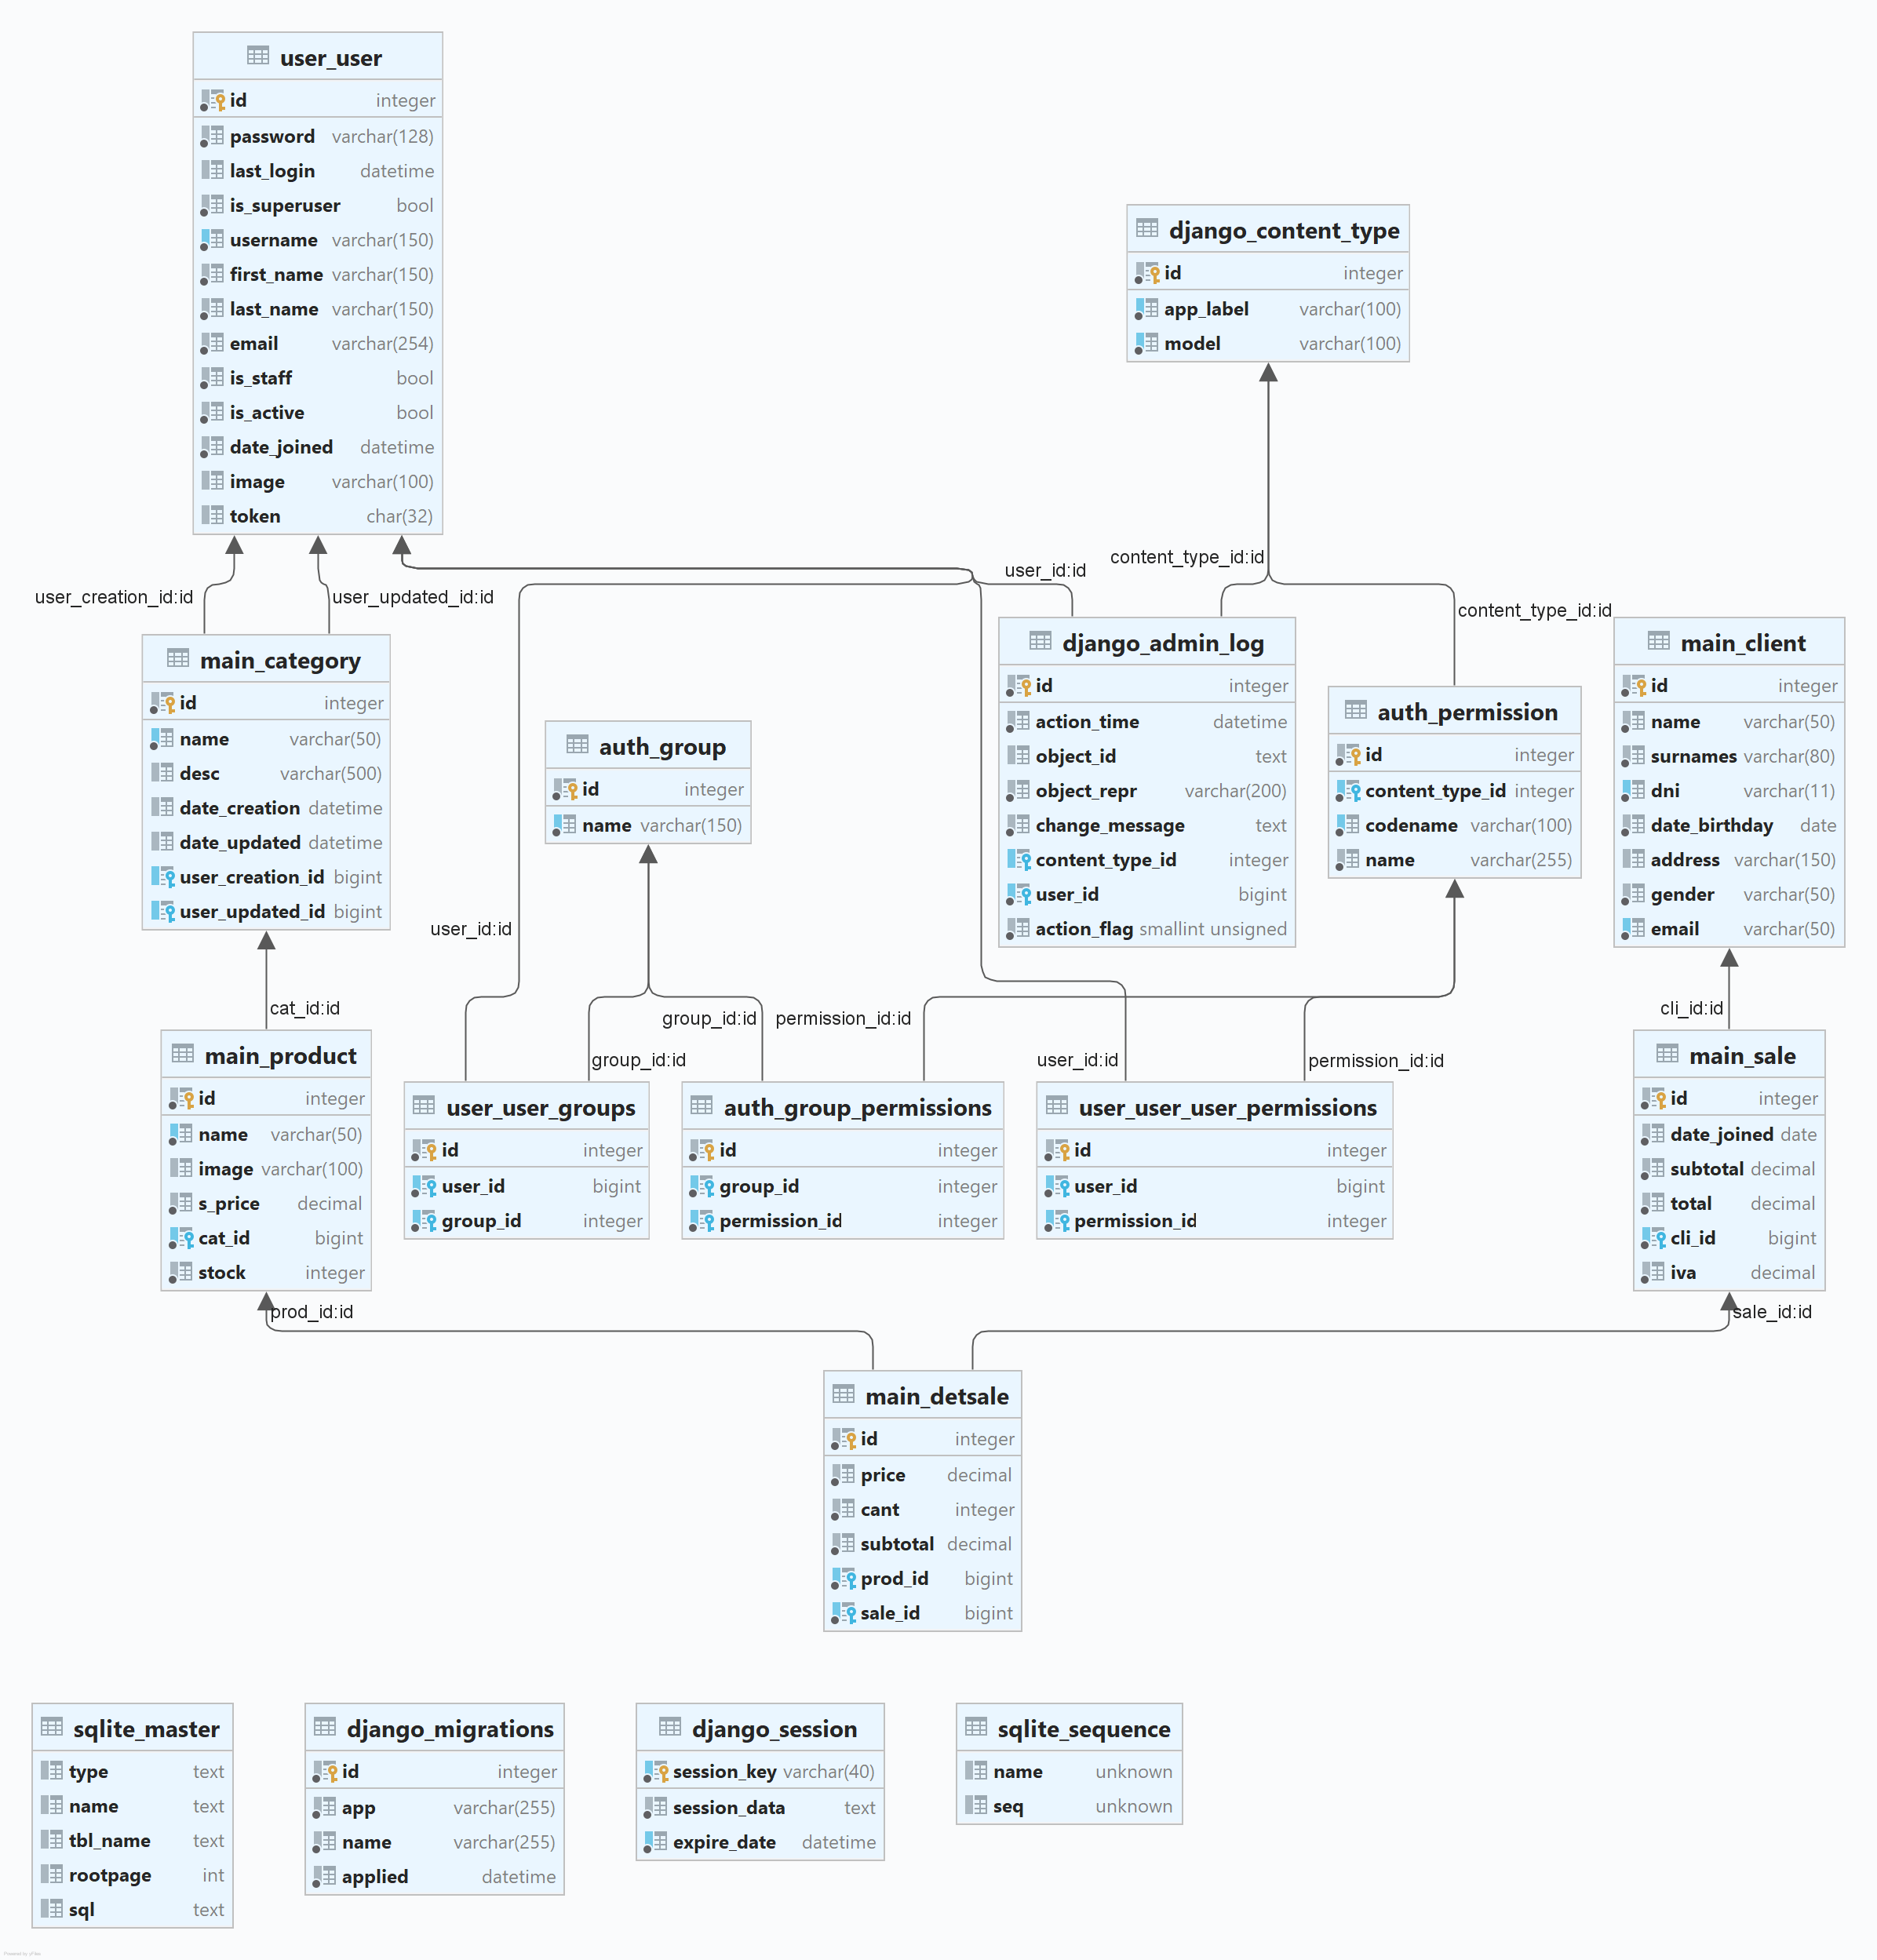 user_user
id integer
password varchar(128)
last_login datetime
is_superuser bool
username varchar(150)
first_name varchar(150)
last_name varchar(150)
email varchar(254)
is_staff bool
is_active bool
date_joined datetime
image varchar(100)
token char(32)
django_content_type
id integer
app_label varchar(100)
model varchar(100)
user_creation_id:id
user_updated_id:id
user_id:id
content_type_id:id
content_type_id:id
main_category
id integer
name varchar(50)
desc varchar(500)
date_creation datetime
date_updated datetime
user_creation_id bigint
user_updated_id bigint
auth_group
id integer
name varchar(150)
django_admin_log
id integer
action_time datetime
object_id text
object_repr varchar(200)
change_message text
content_type_id integer
user_id bigint
action_flag smallint unsigned
auth_permission
id integer
content_type_id integer
codename varchar(100)
name varchar(255)
main_client
id integer
name varchar(50)
surnames varchar(80)
dni varchar(11)
date_birthday date
address varchar(150)
gender varchar(50)
email varchar(50)
user_id:id
cat_id:id
group_id:id
permission_id:id
cli_id:id
group_id:id
user_id:id
permission_id:id
main_product
id integer
name varchar(50)
image varchar(100)
s_price decimal
cat_id bigint
stock integer
user_user_groups
id integer
user_id bigint
group_id integer
auth_group_permissions
id integer
group_id integer
permission_id integer
user_user_user_permissions
id integer
user_id bigint
permission_id integer
main_sale
id integer
date_joined date
subtotal decimal
total decimal
cli_id bigint
iva decimal
prod_id:id
sale_id:id
main_detsale
id integer
price decimal
cant integer
subtotal decimal
prod_id bigint
sale_id bigint
sqlite_master
type text
name text
tbl_name text
rootpage int
sql text
django_migrations
id integer
app varchar(255)
name varchar(255)
applied datetime
django_session
session_key varchar(40)
session_data text
expire_date datetime
sqlite_sequence
name unknown
seq unknown
Powered by yFiles